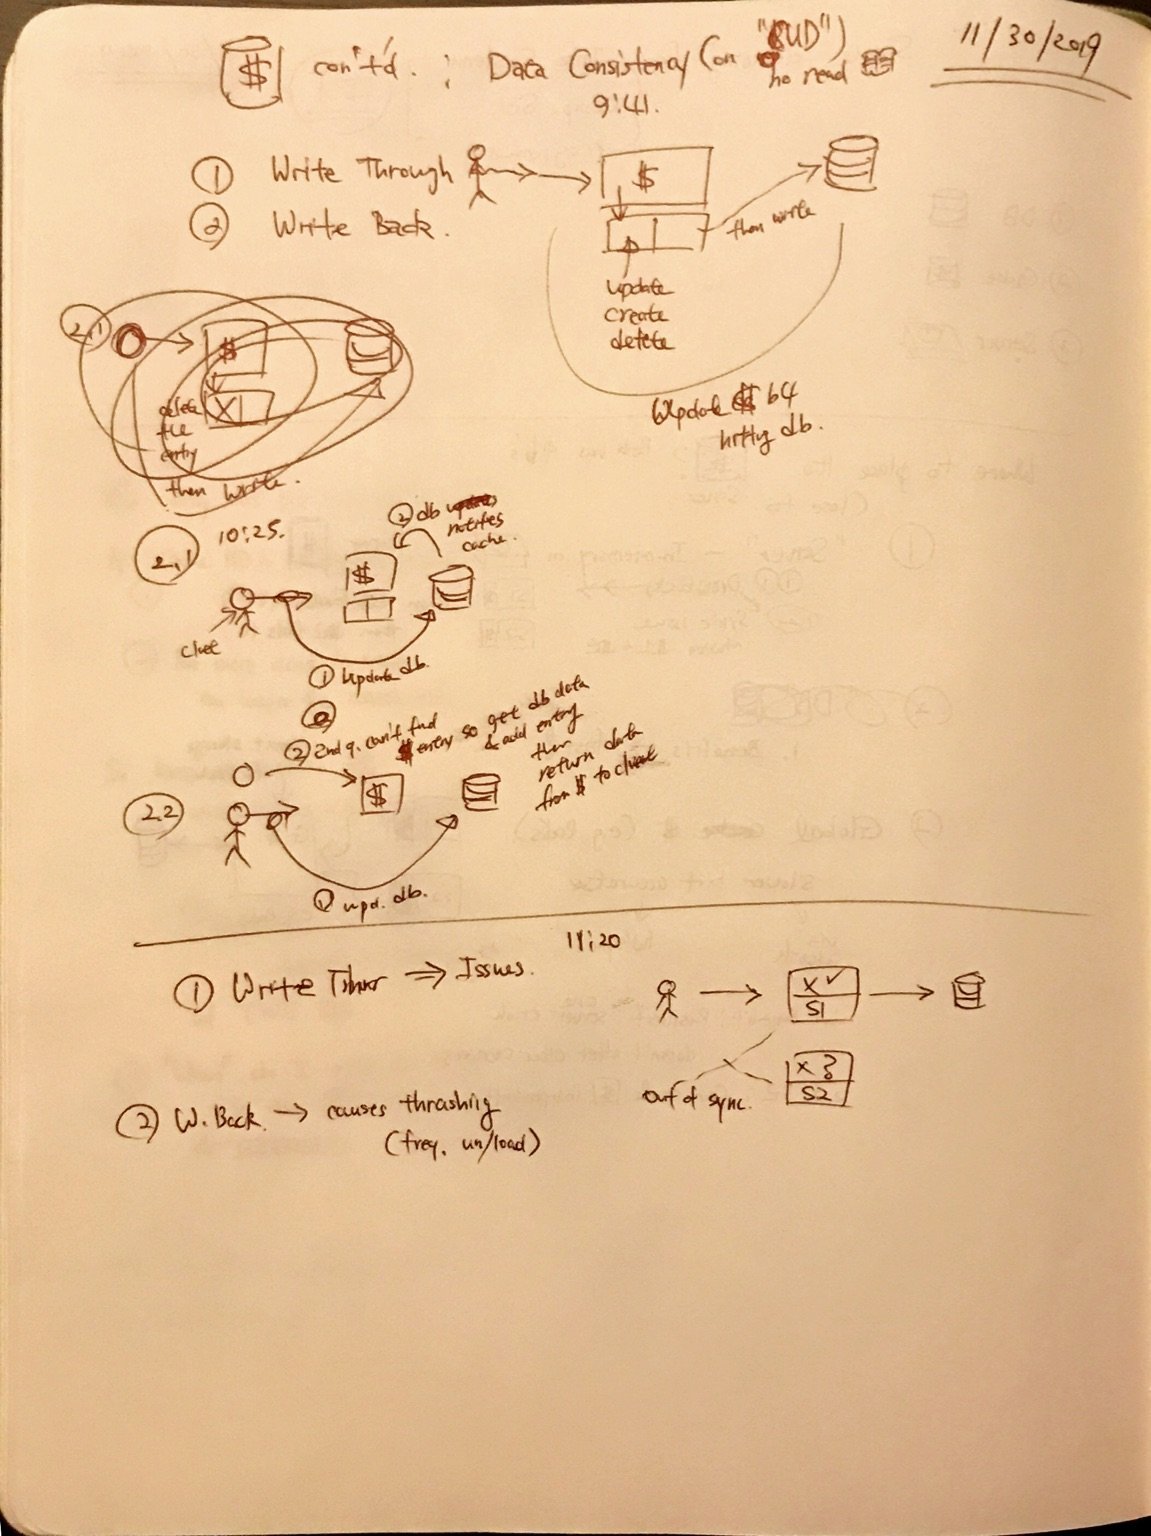 11/30/2019
$ con't'd. : Data Consistency (on "CUD")
no read
9:41.
① Write Through
$
then write
② Write Back.
update
create
delete
Update $ b4
hitting db.
2.1
$
X
delete
the
entry
then write.
2.1
10:25.
② db
notifies
cache.
$
client
① Update db.
② 2nd q. can't find
$ entry so get db data
& add entry
then
return data
from $ to client
$
2.2
① upd. db.
11:20
① Write Thru ⇒ Issues.
X ✓
S1
X ?
S2
out of sync.
② W. Back. → causes thrashing
(freq. un/load)